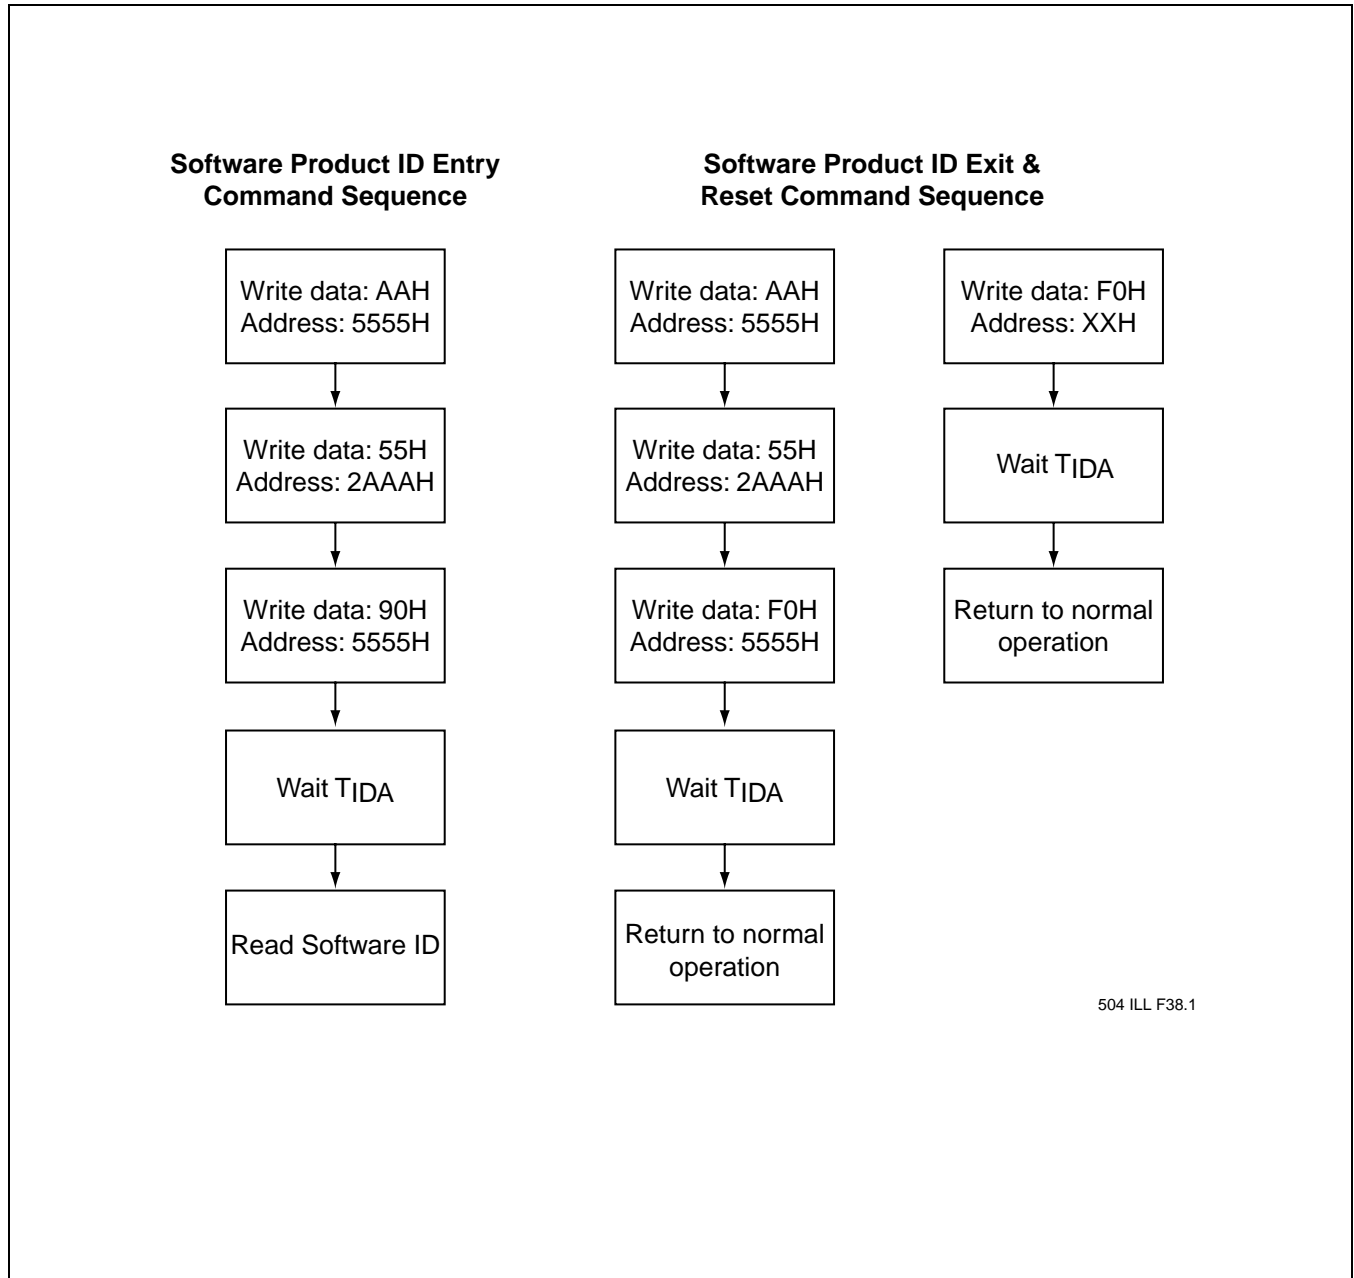 Software Product ID Entry
Command Sequence
Write data: AAH
Address: 5555H
Write data: 55H
Address: 2AAAH
Write data: 90H
Address: 5555H
Wait TIDA
Read Software ID
Software Product ID Exit &
Reset Command Sequence
Write data: AAH
Address: 5555H
Write data: 55H
Address: 2AAAH
Write data: F0H
Address: 5555H
Wait TIDA
Return to normal
operation
Write data: F0H
Address: XXH
Wait TIDA
Return to normal
operation
504 ILL F38.1